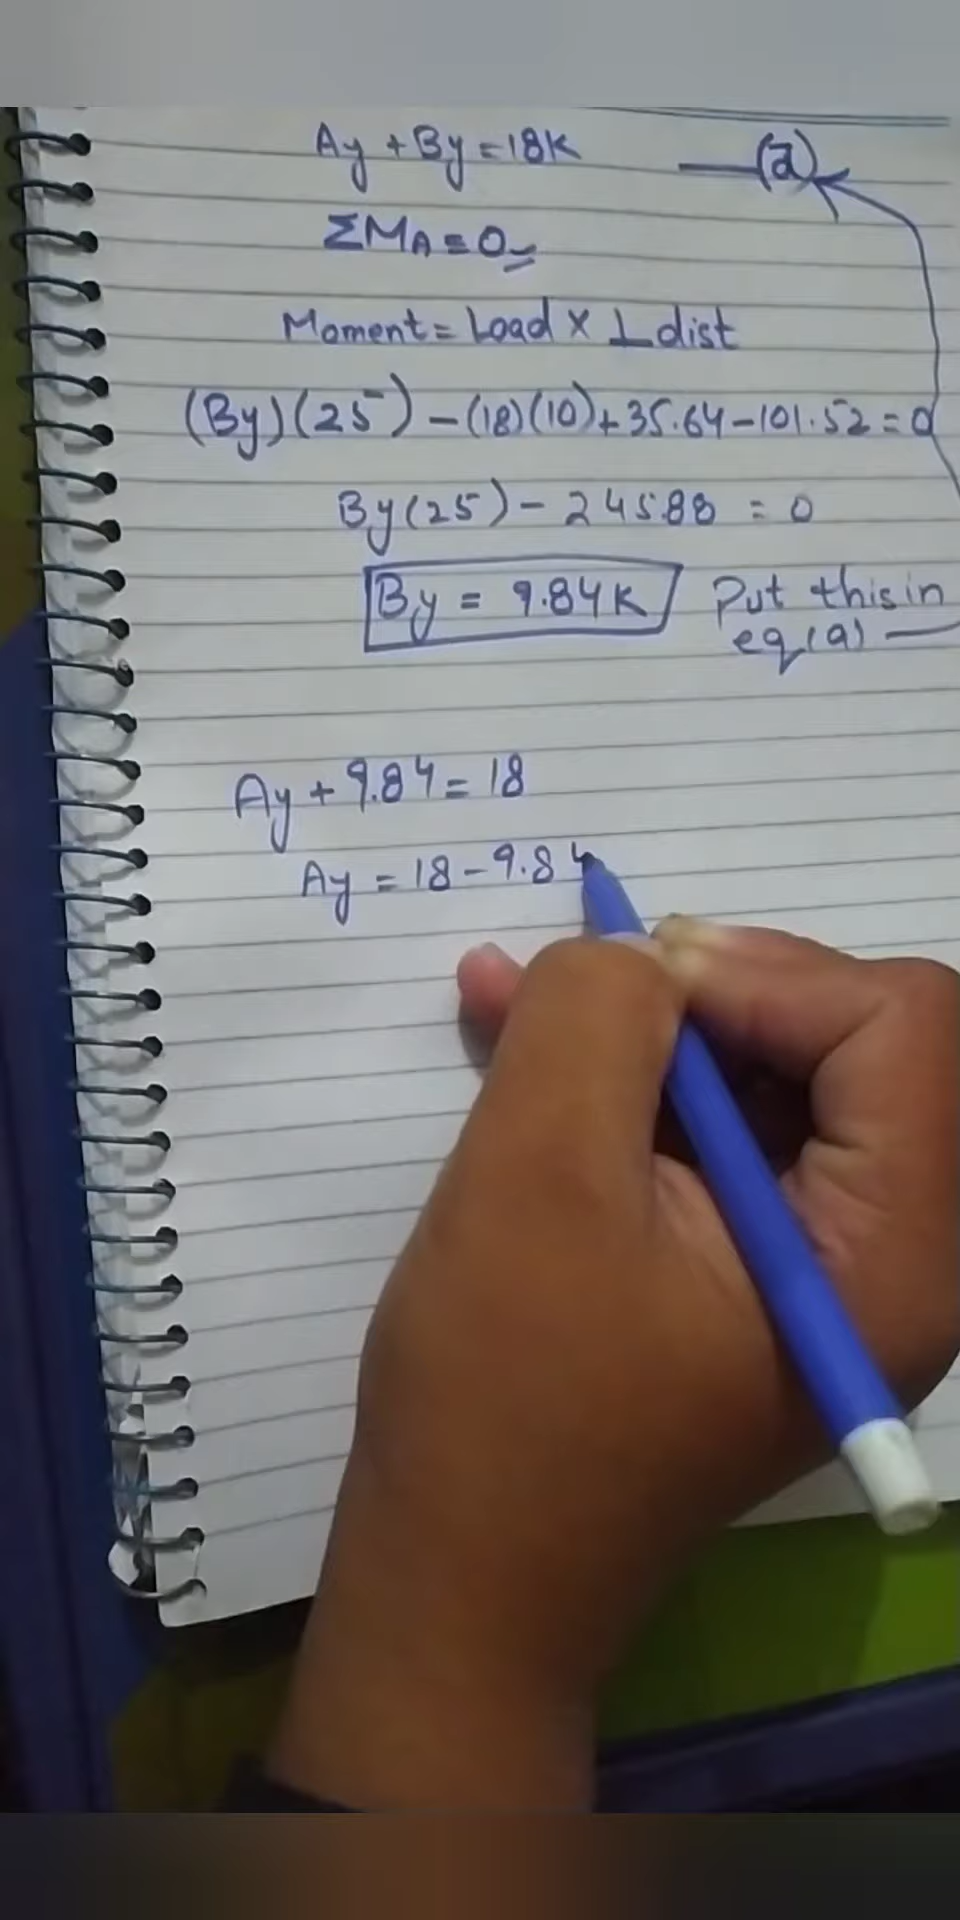 Ay + By = 18K —(a)
ΣMA = 0
Moment = Load × ⊥ dist
(By)(25) - (18)(10) + 35.64 - 101.52 = 0
By(25) - 245.88 = 0
By = 9.84K Put this in
eq(a)
Ay + 9.84 = 18
Ay = 18 - 9.84